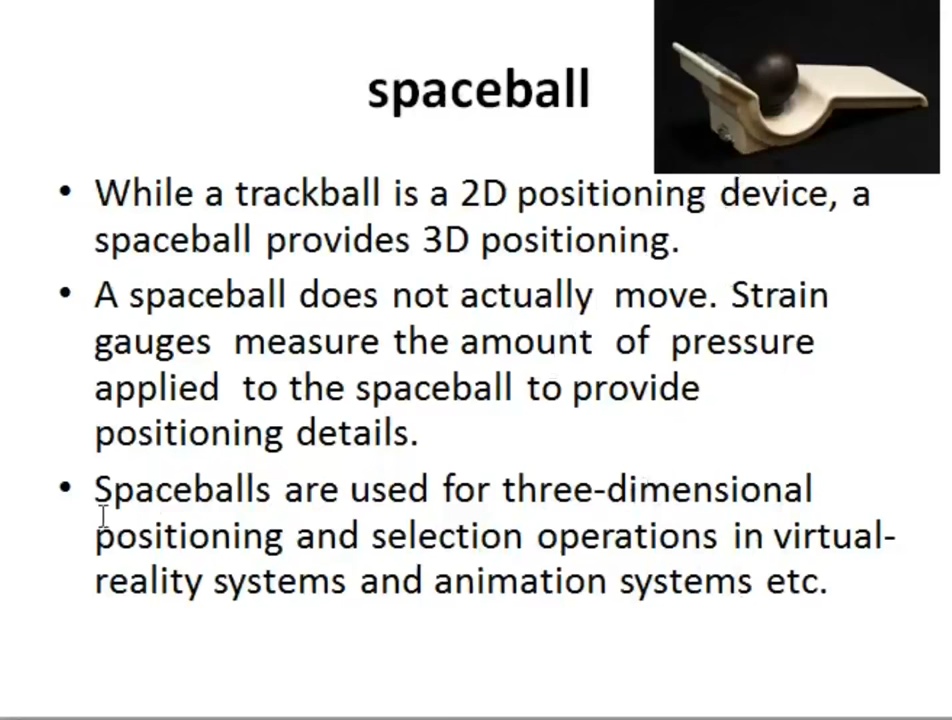 spaceball
• While a trackball is a 2D positioning device, a
spaceball provides 3D positioning.
• A spaceball does not actually move. Strain
gauges measure the amount of pressure
applied to the spaceball to provide
positioning details.
• Spaceballs are used for three-dimensional
positioning and selection operations in virtual-
reality systems and animation systems etc.